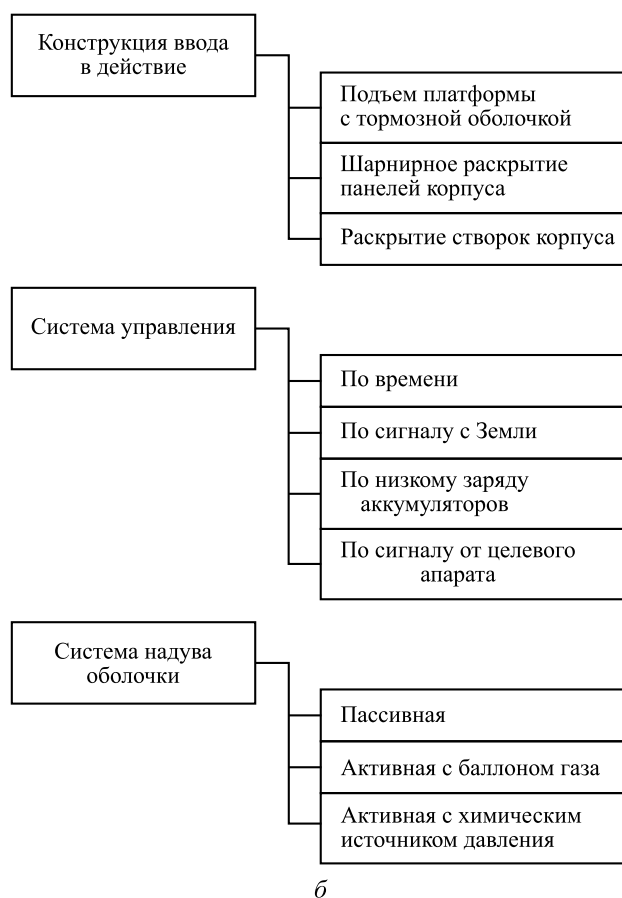 Конструкция ввода
в действие
Подъем платформы
с тормозной оболочкой
Шарнирное раскрытие
панелей корпуса
Раскрытие створок корпуса
Система управления
По времени
По сигналу с Земли
По низкому заряду
аккумуляторов
По сигналу от целевого
апарата
Система надува
оболочки
Пассивная
Активная с баллоном газа
Активная с химическим
источником давления
б